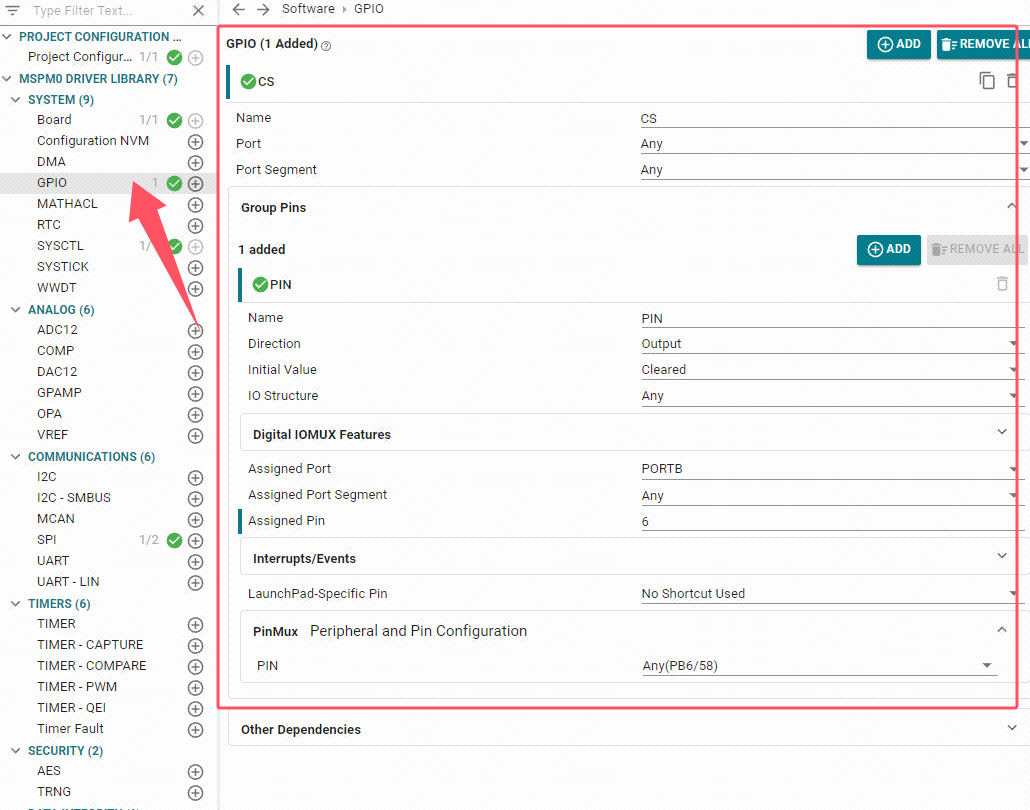 Type Filter Text...
PROJECT CONFIGURATION ...
Project Configur... 1/1
MSPM0 DRIVER LIBRARY (7)
SYSTEM (9)
Board 1/1
Configuration NVM
DMA
GPIO 1
MATHACL
RTC
SYSCTL 1/
SYSTICK
WWDT
ANALOG (6)
ADC12
COMP
DAC12
GPAMP
OPA
VREF
COMMUNICATIONS (6)
I2C
I2C - SMBUS
MCAN
SPI 1/2
UART
UART - LIN
TIMERS (6)
TIMER
TIMER - CAPTURE
TIMER - COMPARE
TIMER - PWM
TIMER - QEI
Timer Fault
SECURITY (2)
AES
TRNG
Software › GPIO
GPIO (1 Added) ADD REMOVE ALL
CS
Name CS
Port Any
Port Segment Any
Group Pins
1 added ADD REMOVE ALL
PIN
Name PIN
Direction Output
Initial Value Cleared
IO Structure Any
Digital IOMUX Features
Assigned Port PORTB
Assigned Port Segment Any
Assigned Pin 6
Interrupts/Events
LaunchPad-Specific Pin No Shortcut Used
PinMux Peripheral and Pin Configuration
PIN Any(PB6/58)
Other Dependencies